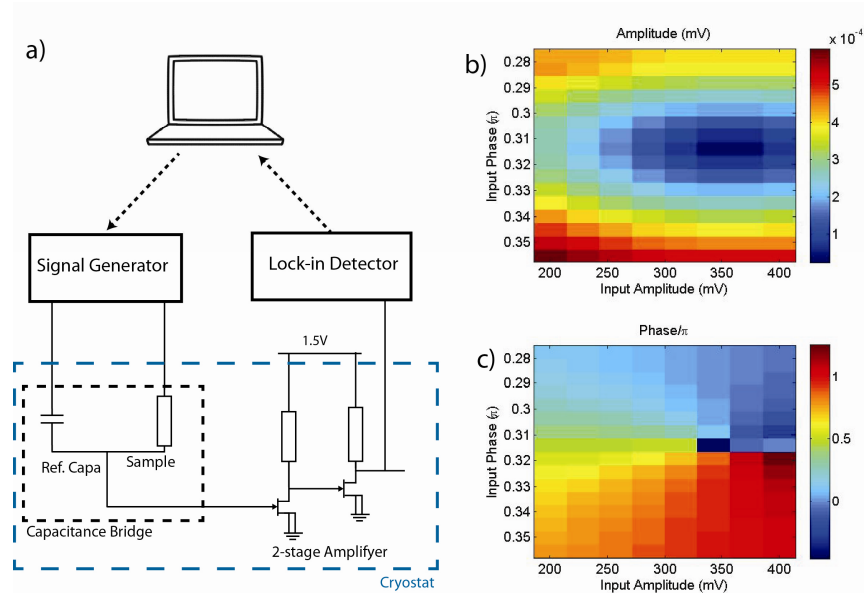 a)
Signal Generator
Lock-in Detector
1.5V
Ref. Capa
Sample
Capacitance Bridge
2-stage Amplifyer
Cryostat
b)
Amplitude (mV)
x 10⁻⁴
Input Phase (π)
0.28
0.29
0.3
0.31
0.32
0.33
0.34
0.35
200 250 300 350 400
Input Amplitude (mV)
5
4
3
2
1
c)
Phase/π
Input Phase (π)
0.28
0.29
0.3
0.31
0.32
0.33
0.34
0.35
200 250 300 350 400
Input Amplitude (mV)
1
0.5
0